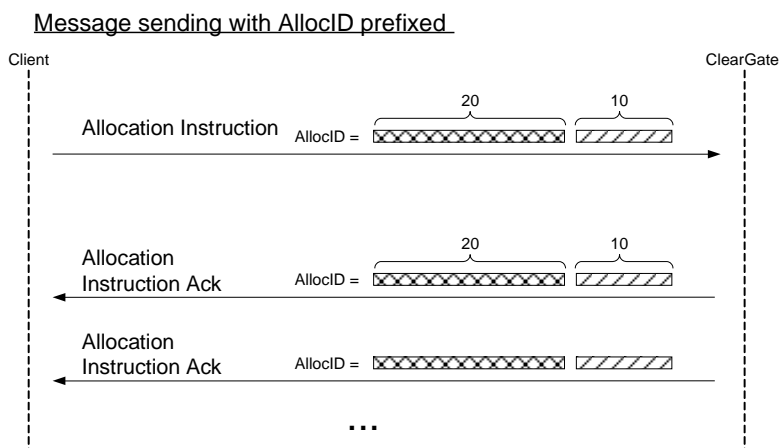 Message sending with AllocID prefixed
Client
ClearGate
20
10
Allocation Instruction
AllocID =
20
10
Allocation
Instruction Ack
AllocID =
Allocation
Instruction Ack
AllocID =
...